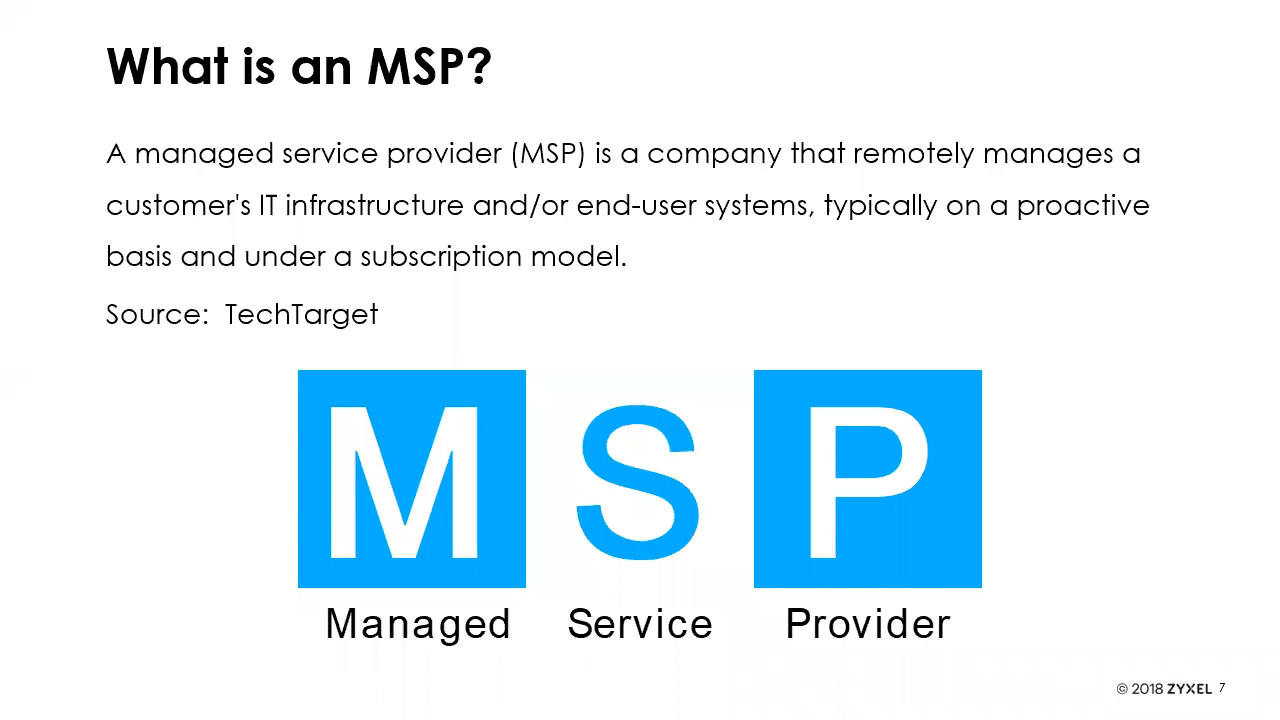 What is an MSP?
A managed service provider (MSP) is a company that remotely manages a
customer's IT infrastructure and/or end-user systems, typically on a proactive
basis and under a subscription model.
Source: TechTarget
M S P
Managed Service Provider
© 2018 ZYXEL 7